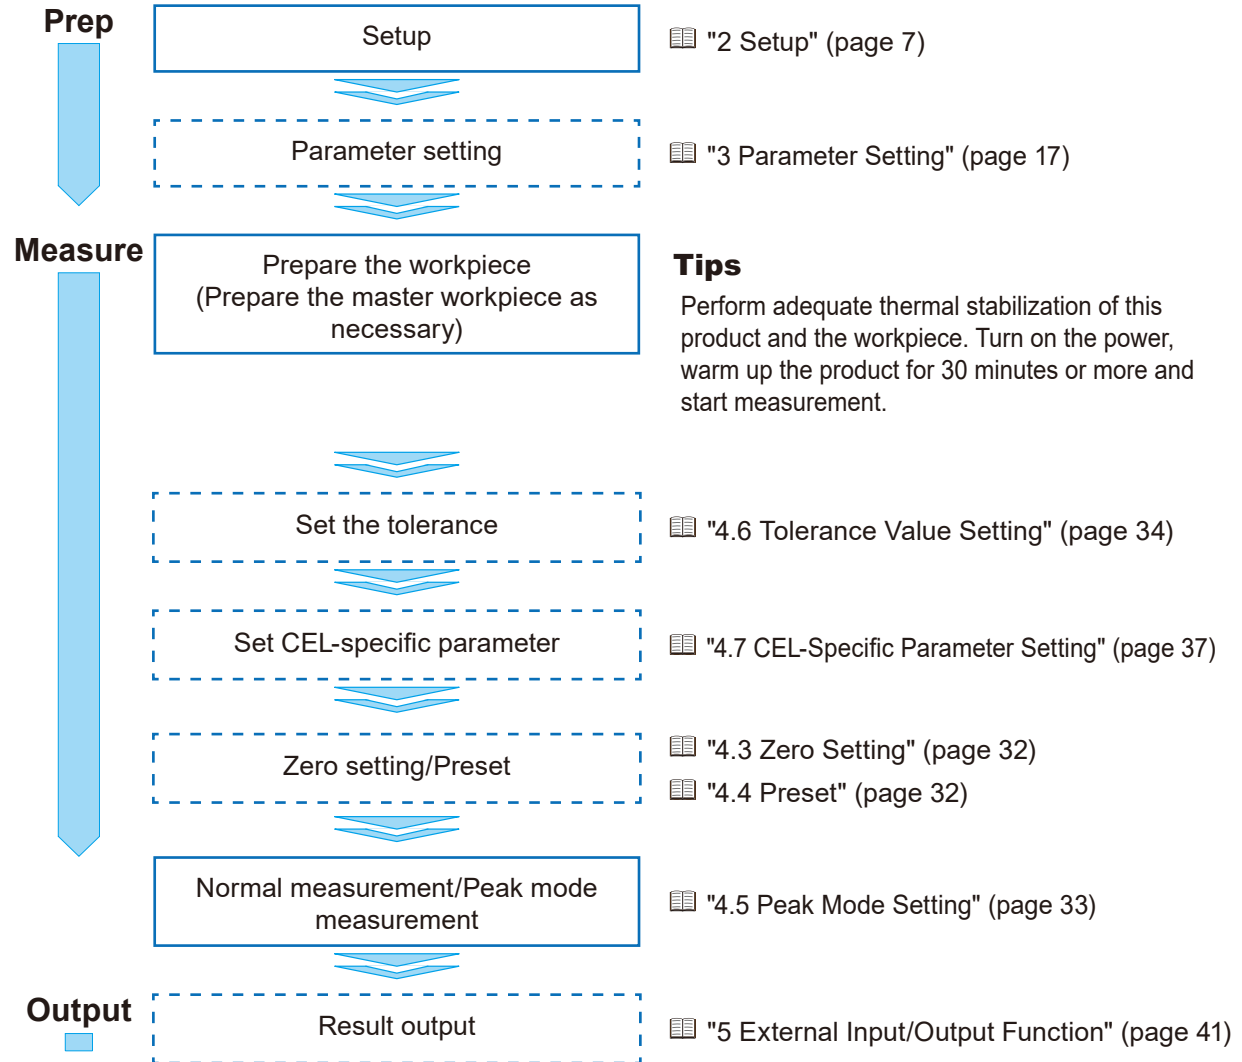 Prep
Setup
"2 Setup" (page 7)
Parameter setting
"3 Parameter Setting" (page 17)
Measure
Prepare the workpiece
(Prepare the master workpiece as
necessary)
Tips
Perform adequate thermal stabilization of this
product and the workpiece. Turn on the power,
warm up the product for 30 minutes or more and
start measurement.
Set the tolerance
"4.6 Tolerance Value Setting" (page 34)
Set CEL-specific parameter
"4.7 CEL-Specific Parameter Setting" (page 37)
Zero setting/Preset
"4.3 Zero Setting" (page 32)
"4.4 Preset" (page 32)
Normal measurement/Peak mode
measurement
"4.5 Peak Mode Setting" (page 33)
Output
Result output
"5 External Input/Output Function" (page 41)